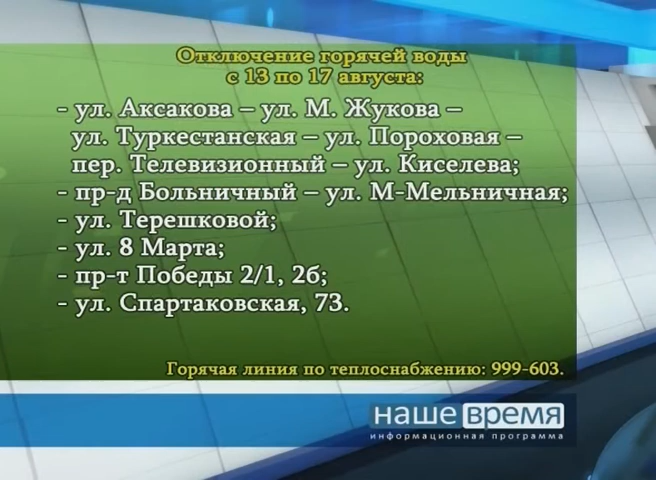 Отключение горячей воды
с 13 по 17 августа:
- ул. Аксакова – ул. М. Жукова –
ул. Туркестанская – ул. Пороховая –
пер. Телевизионный – ул. Киселева;
- пр-д Больничный – ул. М-Мельничная;
- ул. Терешковой;
- ул. 8 Марта;
- пр-т Победы 2/1, 2б;
- ул. Спартаковская, 73.
Горячая линия по теплоснабжению: 999-603.
наше время
информационная программа